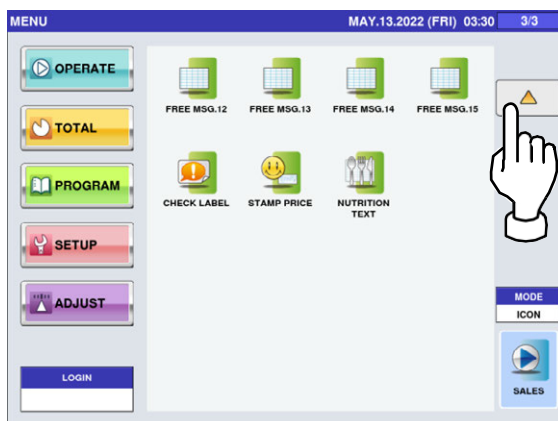 MENU
MAY.13.2022 (FRI) 03:30
3/3
OPERATE
TOTAL
PROGRAM
SETUP
ADJUST
LOGIN
FREE MSG.12
FREE MSG.13
FREE MSG.14
FREE MSG.15
CHECK LABEL
STAMP PRICE
NUTRITION
TEXT
MODE
ICON
SALES